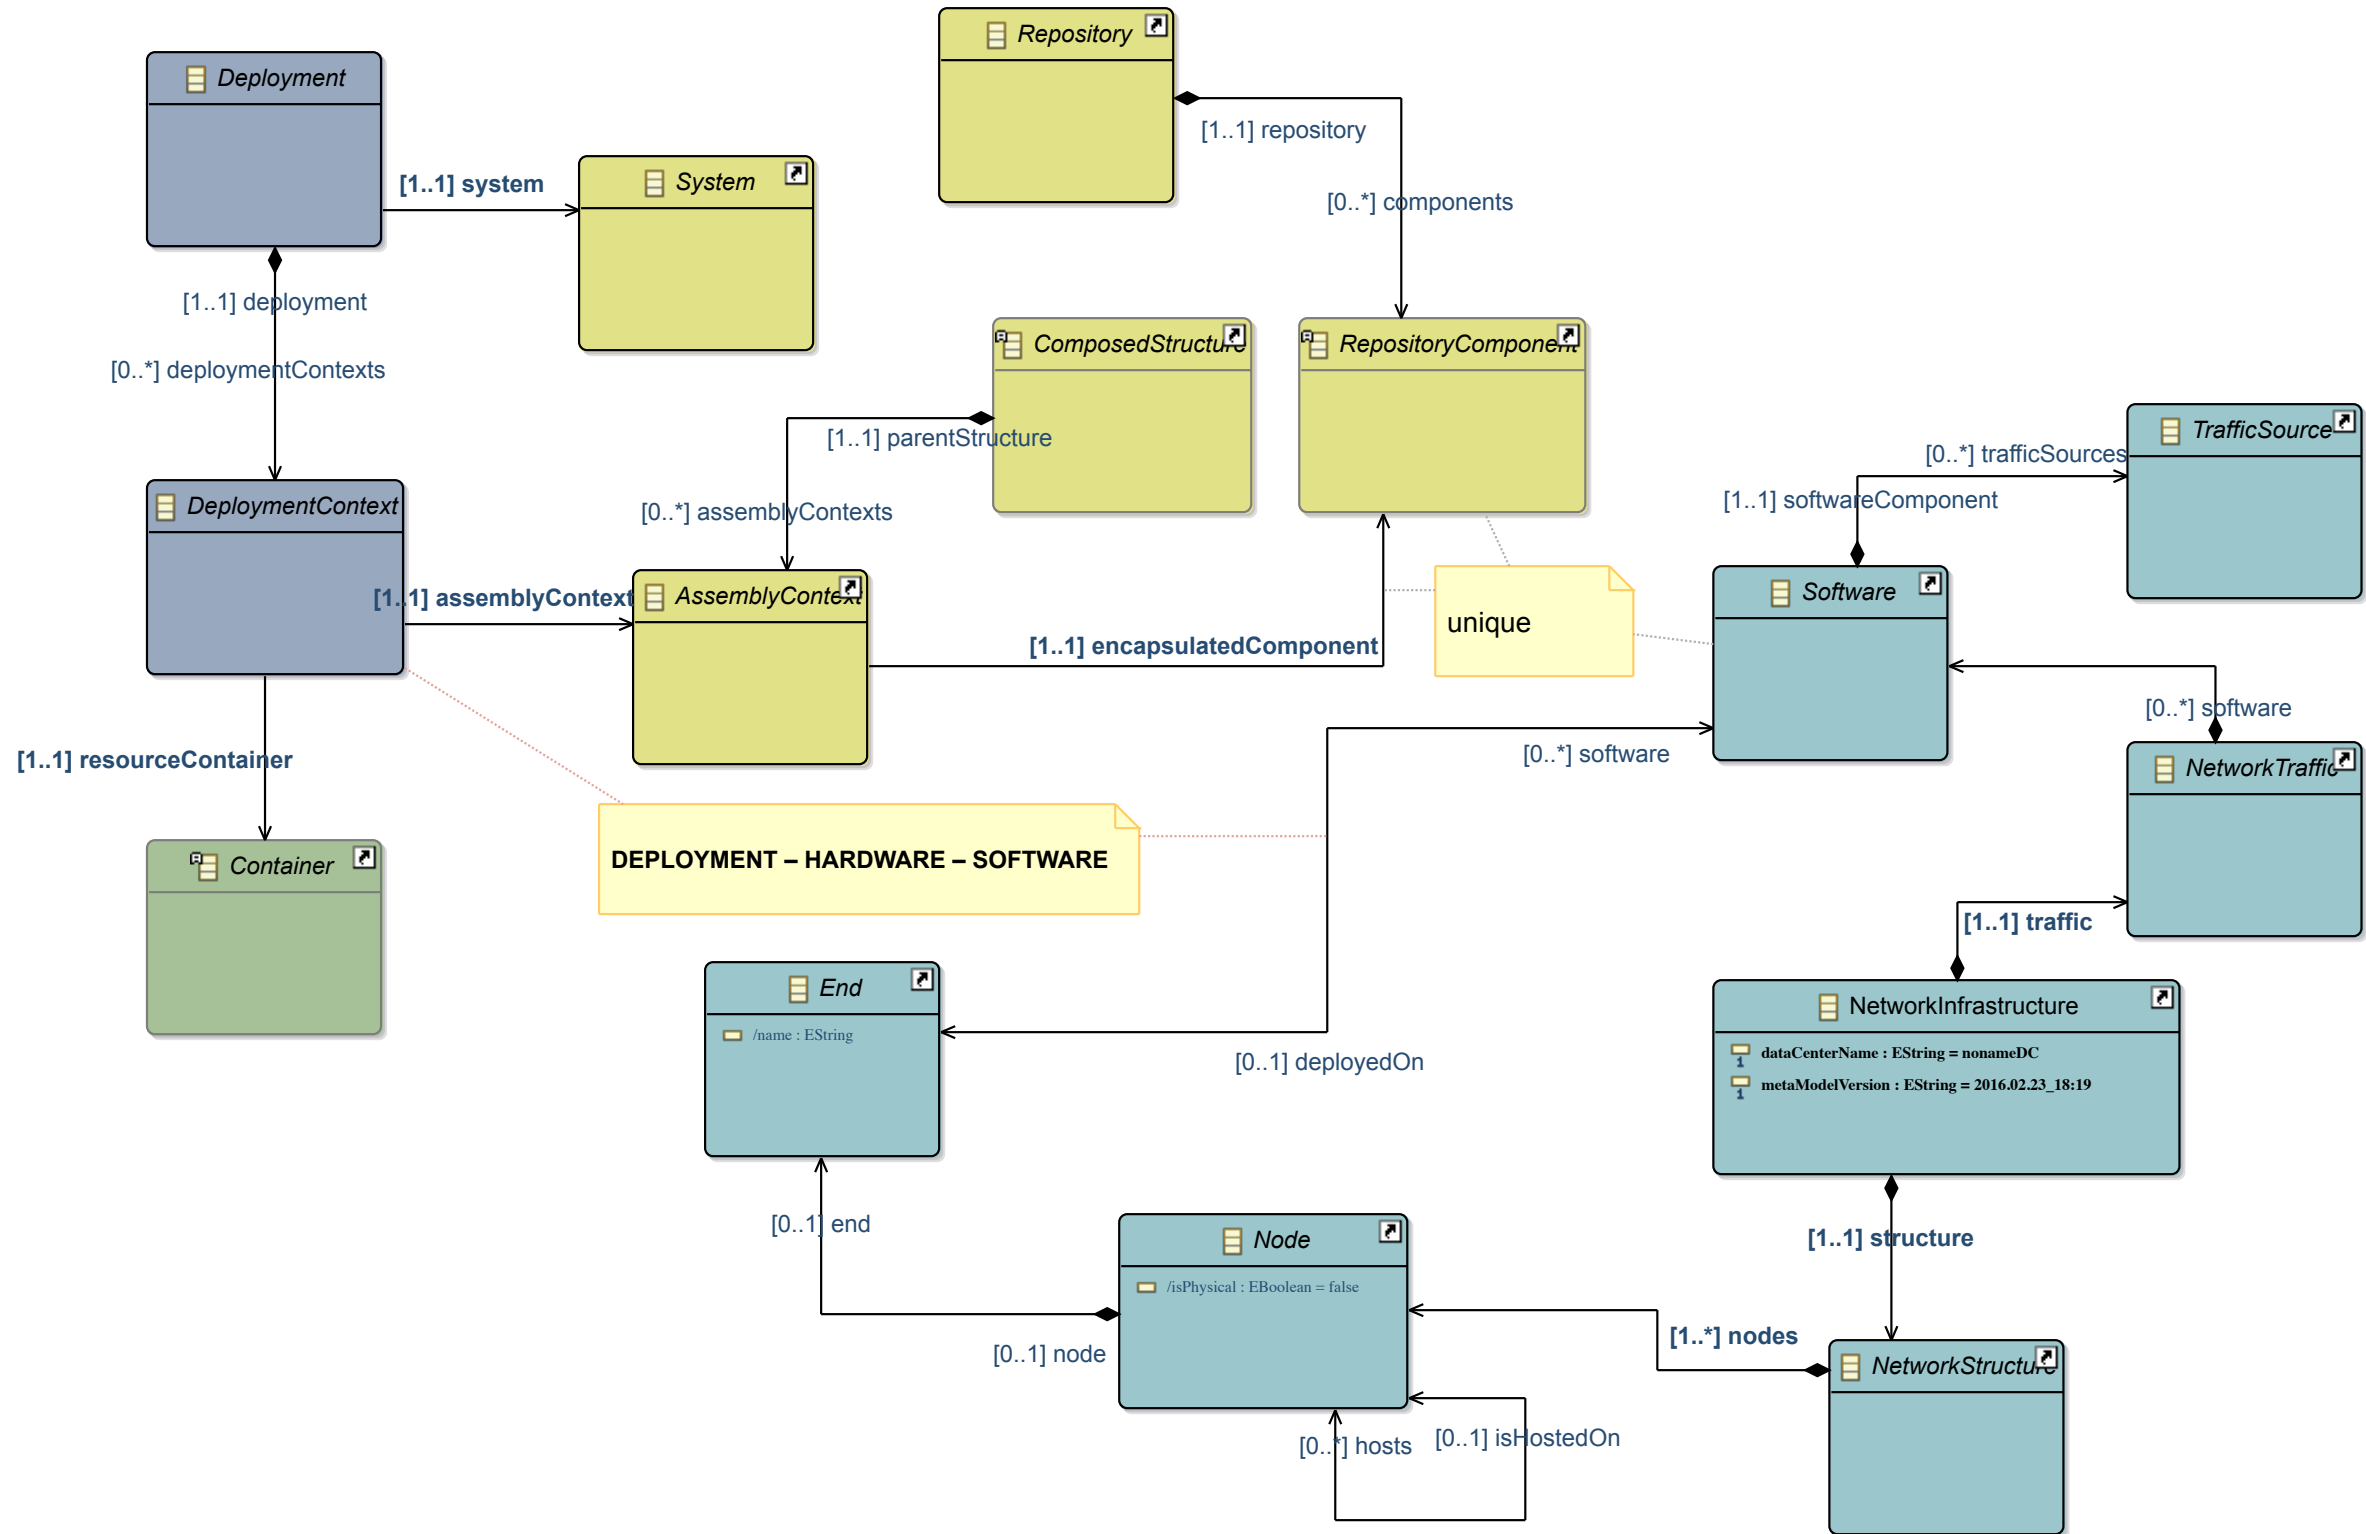 Repository
Deployment
[1..1] repository
[1..1] system
System
[0..*] components
[1..1] deployment
ComposedStructure
RepositoryComponent
[0..*] deploymentContexts
TrafficSource
[1..1] parentStructure
[0..*] trafficSources
[1..1] softwareComponent
DeploymentContext
[0..*] assemblyContexts
[1..1] assemblyContext
AssemblyContext
Software
unique
[1..1] encapsulatedComponent
[0..*] software
[1..1] resourceContainer
[0..*] software
NetworkTraffic
Container
DEPLOYMENT – HARDWARE – SOFTWARE
[1..1] traffic
End
NetworkInfrastructure
/name : EString
dataCenterName : EString = nonameDC
[0..1] deployedOn
metaModelVersion : EString = 2016.02.23_18:19
[0..1] end
Node
[1..1] structure
/isPhysical : EBoolean = false
[1..*] nodes
[0..1] node
NetworkStructure
[0..*] hosts
[0..1] isHostedOn